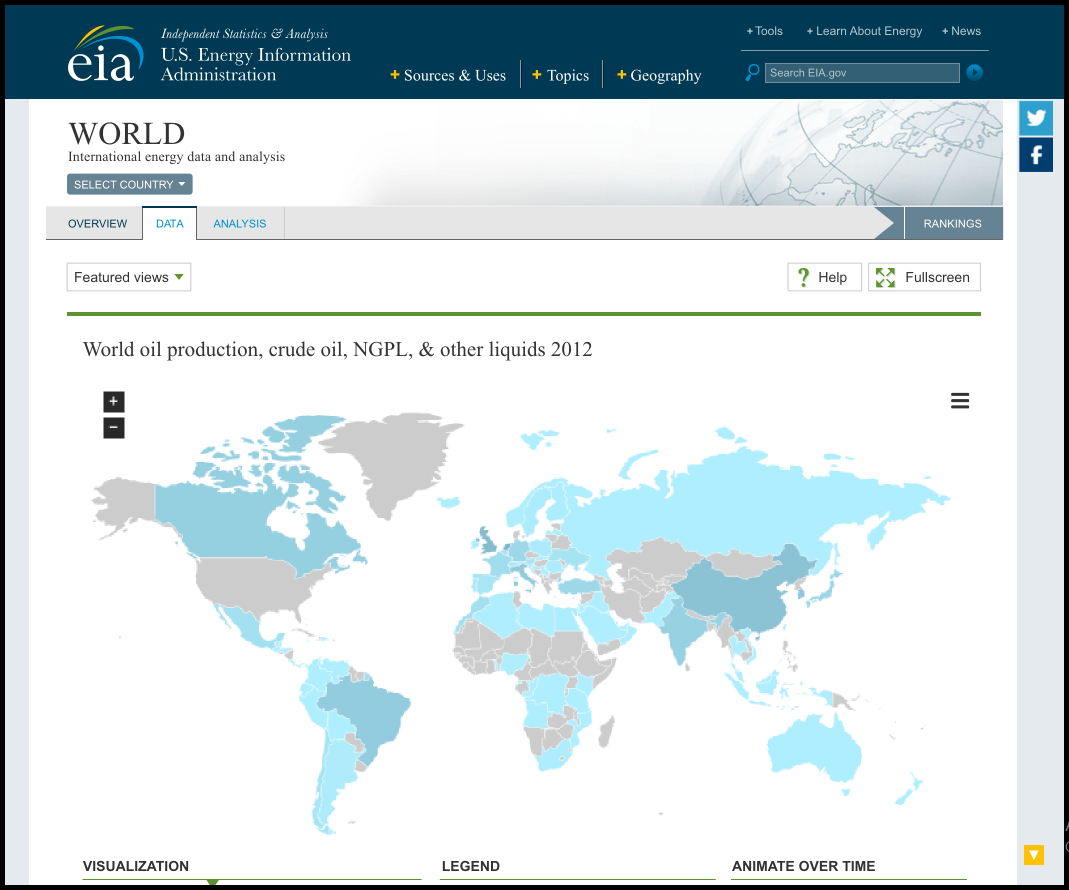 Independent Statistics & Analysis
eia
U.S. Energy Information
Administration
+ Sources & Uses
+ Topics
+ Geography
+ Tools
+ Learn About Energy
+ News
Search EIA.gov
WORLD
International energy data and analysis
SELECT COUNTRY
OVERVIEW
DATA
ANALYSIS
RANKINGS
Featured views
? Help
Fullscreen
World oil production, crude oil, NGPL, & other liquids 2012
+
−
VISUALIZATION
LEGEND
ANIMATE OVER TIME